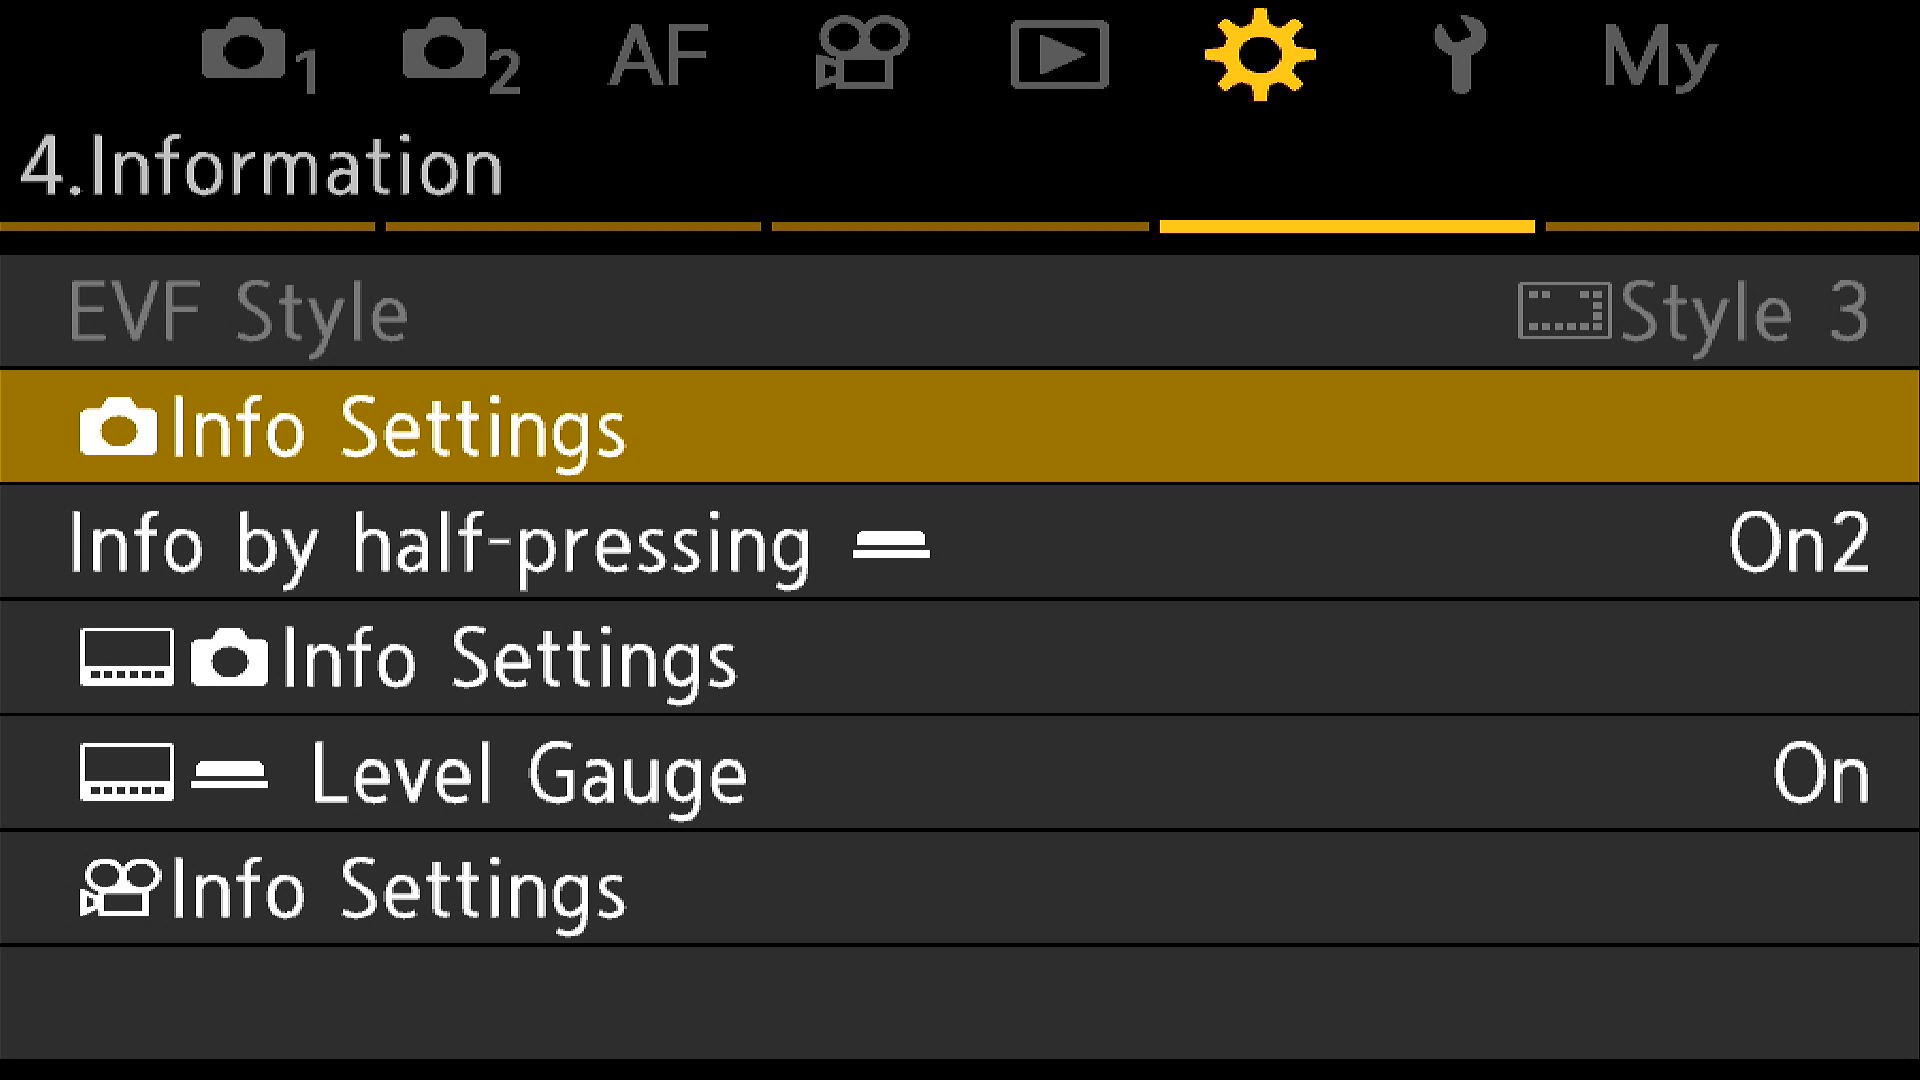 1 2 AF My
4.Information
EVF Style Style 3
Info Settings
Info by half-pressing On2
Info Settings
Level Gauge On
Info Settings